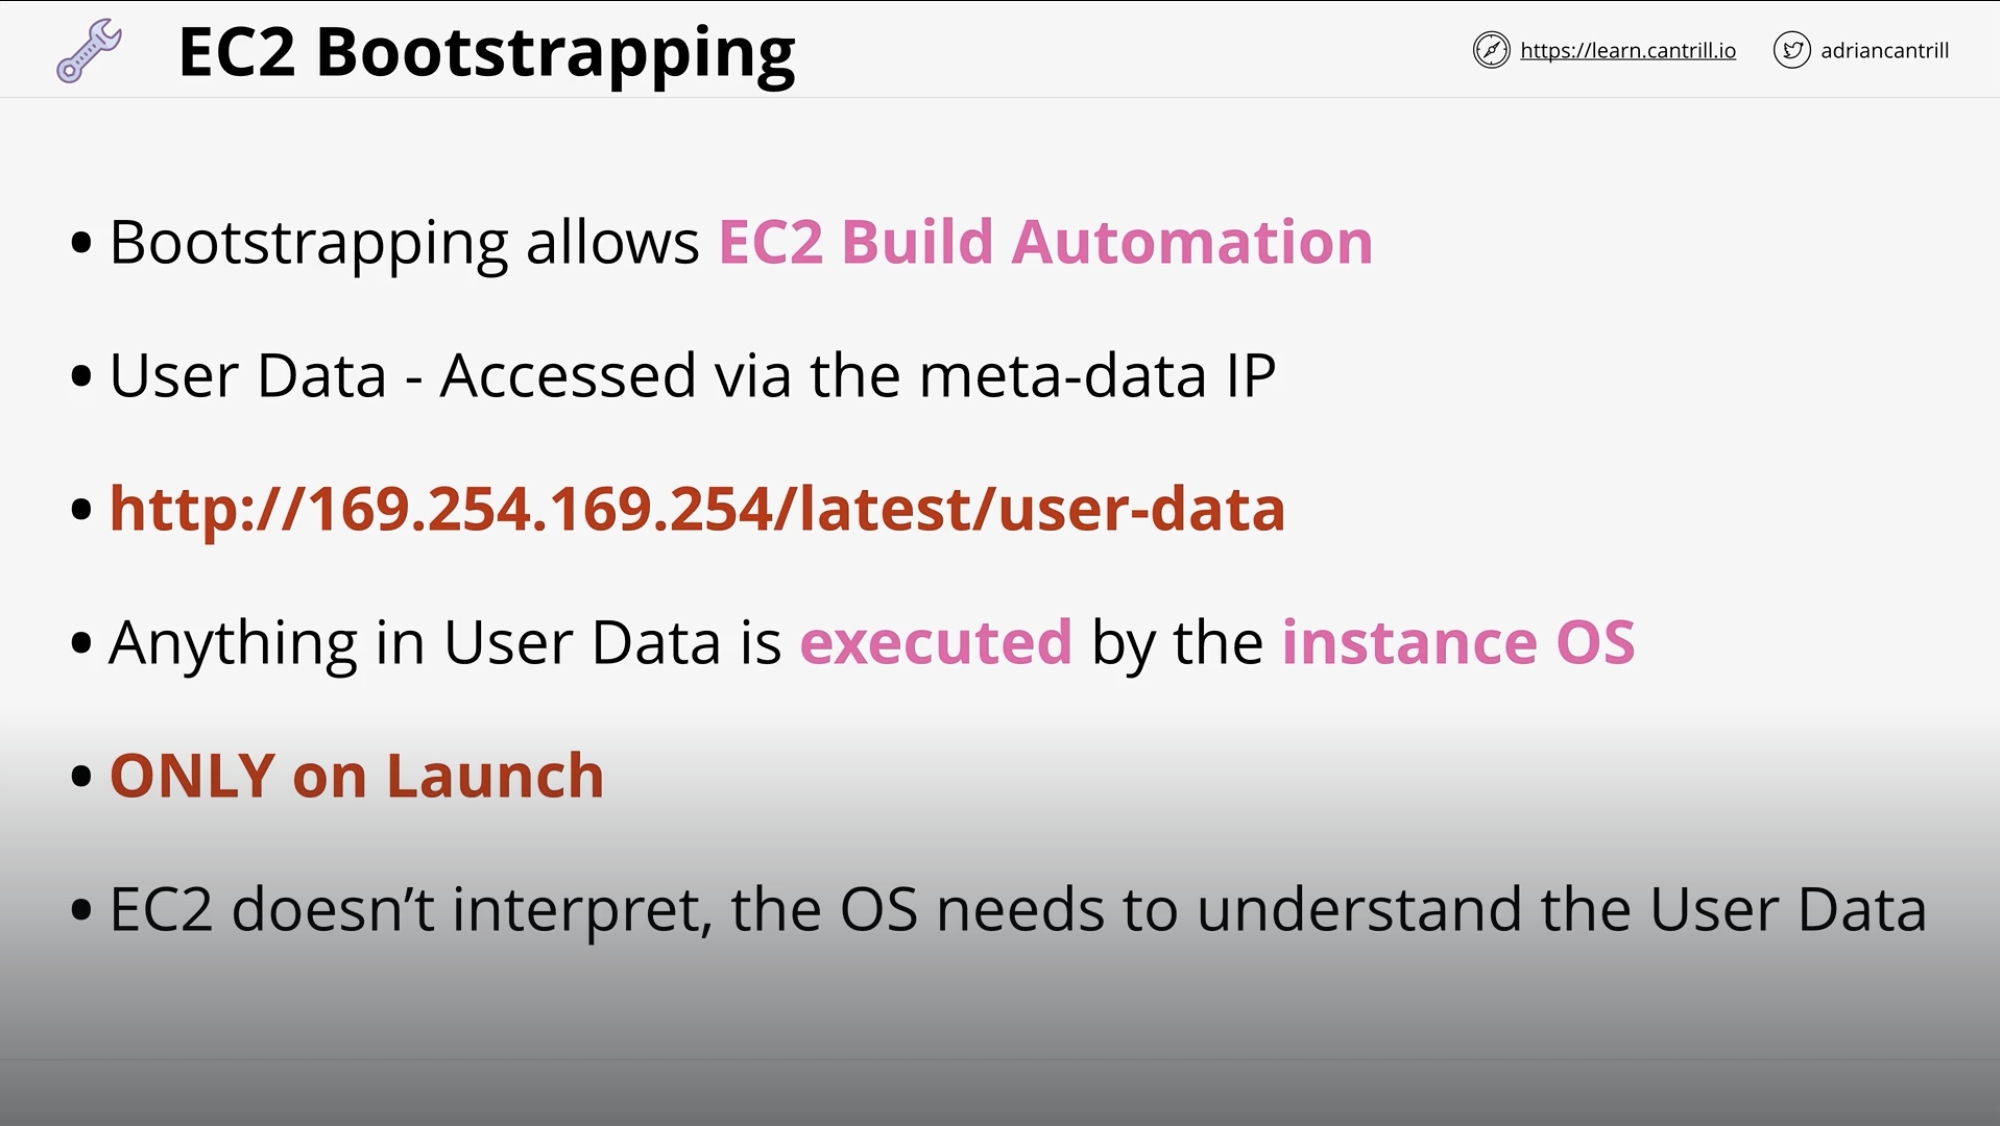 EC2 Bootstrapping
https://learn.cantrill.io
adriancantrill
• Bootstrapping allows EC2 Build Automation
• User Data - Accessed via the meta-data IP
• http://169.254.169.254/latest/user-data
• Anything in User Data is executed by the instance OS
• ONLY on Launch
• EC2 doesn’t interpret, the OS needs to understand the User Data